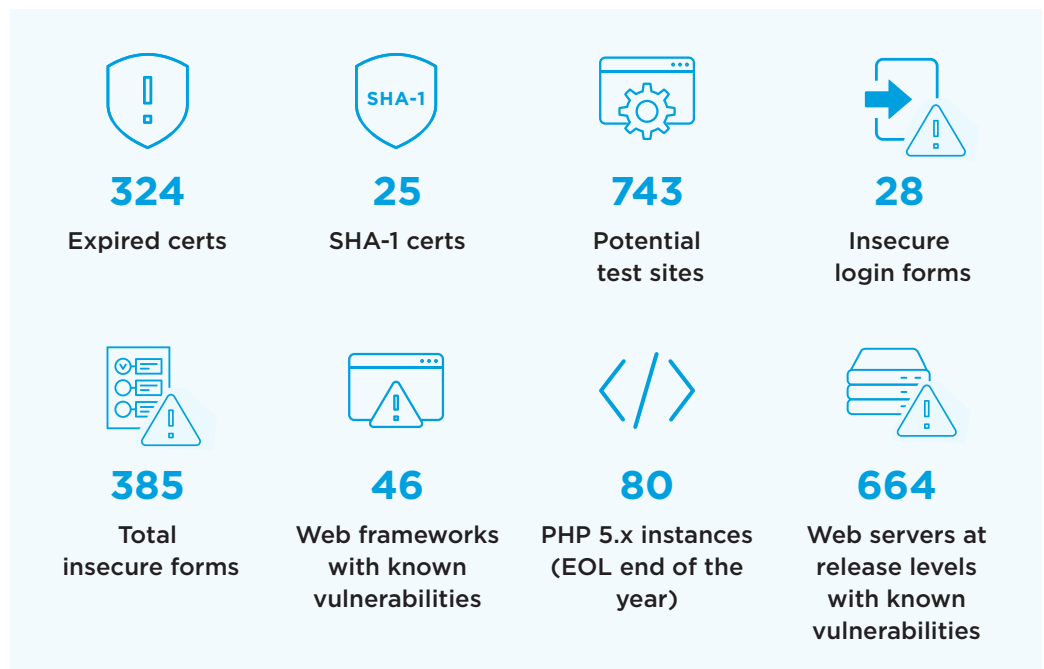 SHA-1
324
Expired certs
25
SHA-1 certs
743
Potential
test sites
28
Insecure
login forms
385
Total
insecure forms
46
Web frameworks
with known
vulnerabilities
80
PHP 5.x instances
(EOL end of the
year)
664
Web servers at
release levels
with known
vulnerabilities